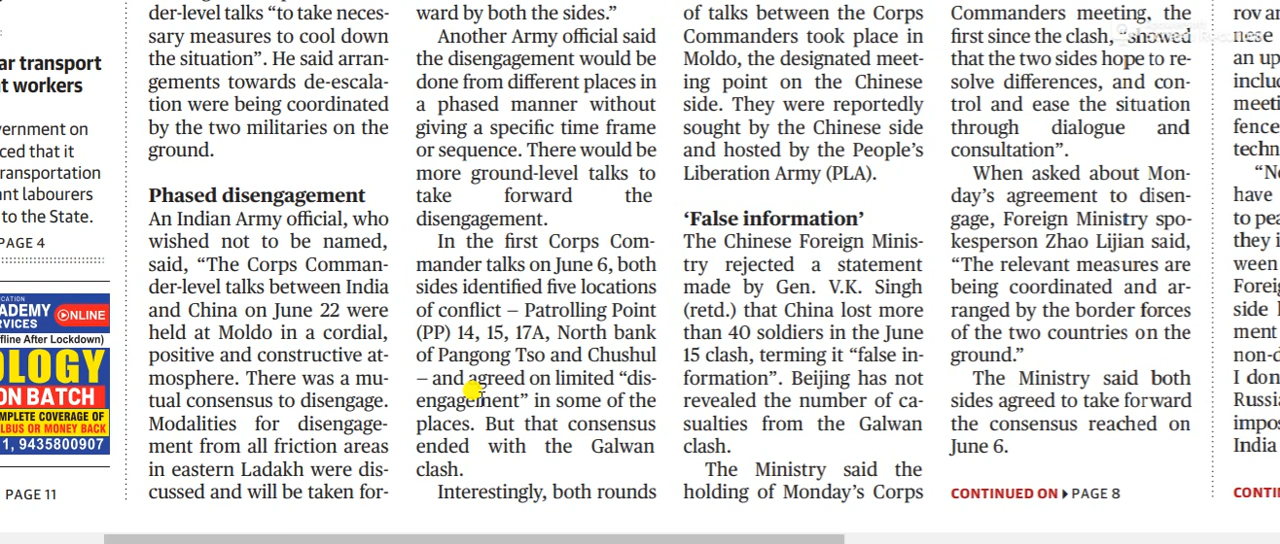 ar transport
t workers
vernment on
ced that it
ransportation
nt labourers
to the State.
PAGE 4
CATION
ADEMY
RVICES
ONLINE
ffline After Lockdown)
OLOGY
ON BATCH
MPLETE COVERAGE OF
LBUS OR MONEY BACK
1, 9435800907
PAGE 11
der-level talks “to take neces-
sary measures to cool down
the situation”. He said arran-
gements towards de-escala-
tion were being coordinated
by the two militaries on the
ground.
Phased disengagement
An Indian Army official, who
wished not to be named,
said, “The Corps Comman-
der-level talks between India
and China on June 22 were
held at Moldo in a cordial,
positive and constructive at-
mosphere. There was a mu-
tual consensus to disengage.
Modalities for disengage-
ment from all friction areas
in eastern Ladakh were dis-
cussed and will be taken for-
ward by both the sides.”
Another Army official said
the disengagement would be
done from different places in
a phased manner without
giving a specific time frame
or sequence. There would be
more ground-level talks to
take forward the
disengagement.
In the first Corps Com-
mander talks on June 6, both
sides identified five locations
of conflict – Patrolling Point
(PP) 14, 15, 17A, North bank
of Pangong Tso and Chushul
– and agreed on limited “dis-
engagement” in some of the
places. But that consensus
ended with the Galwan
clash.
Interestingly, both rounds
of talks between the Corps
Commanders took place in
Moldo, the designated meet-
ing point on the Chinese
side. They were reportedly
sought by the Chinese side
and hosted by the People’s
Liberation Army (PLA).
‘False information’
The Chinese Foreign Minis-
try rejected a statement
made by Gen. V.K. Singh
(retd.) that China lost more
than 40 soldiers in the June
15 clash, terming it “false in-
formation”. Beijing has not
revealed the number of ca-
sualties from the Galwan
clash.
The Ministry said the
holding of Monday’s Corps
Commanders meeting, the
first since the clash, “showed
that the two sides hope to re-
solve differences, and con-
trol and ease the situation
through dialogue and
consultation”.
When asked about Mon-
day’s agreement to disen-
gage, Foreign Ministry spo-
kesperson Zhao Lijian said,
“The relevant measures are
being coordinated and ar-
ranged by the border forces
of the two countries on the
ground.”
The Ministry said both
sides agreed to take forward
the consensus reached on
June 6.
CONTINUED ON PAGE 8
rov an
nese
an up
includ
meeti
fence
techn
“No
have
to pea
they i
ween
Foreig
side
ment
non-d
I don
Russia
impos
India
CONTIN